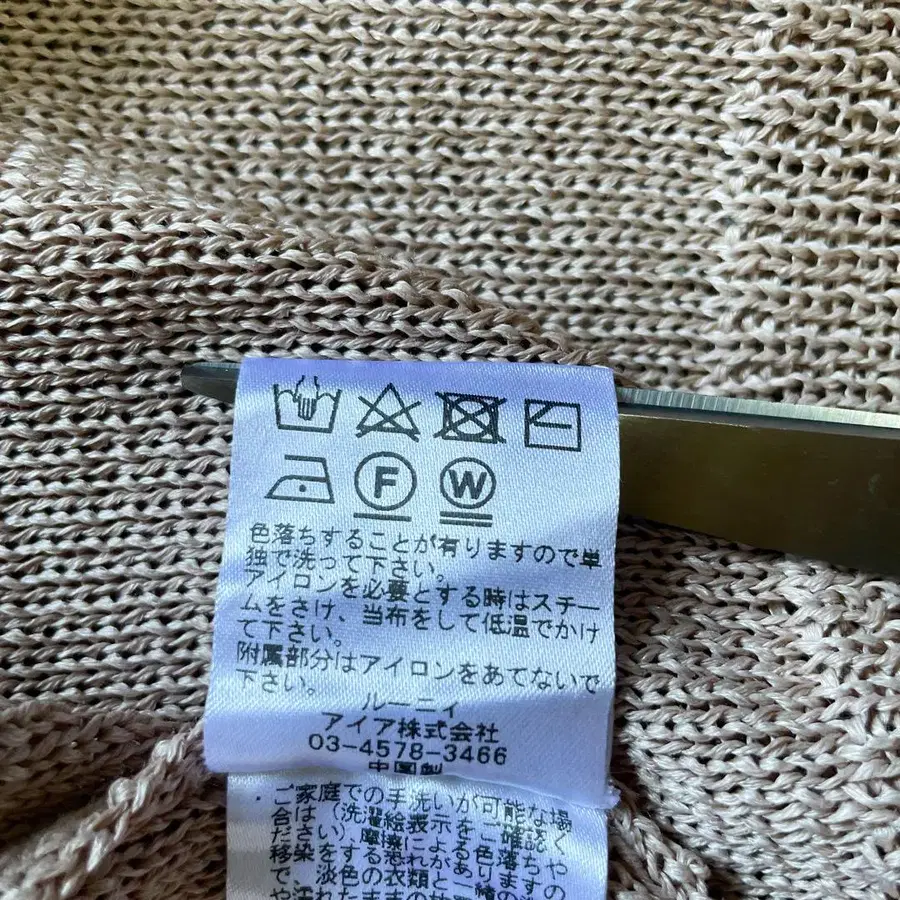 F W
色落ちすることが有りますので単
独で洗って下さい。
アイロンを必要とする時はスチー
ムをさけ、当布をして低温でかけ
て下さい。
附属部分はアイロンをあてないで
下さい。
ルーニィ
アイア株式会社
03-4578-3466
中国製
ご家庭での手洗いが可能な場
合は(洗濯絵表示をご確認く
ださい)、摩擦による色落ちや
移染をする恐れがありますの
で、淡色の衣類と一緒の